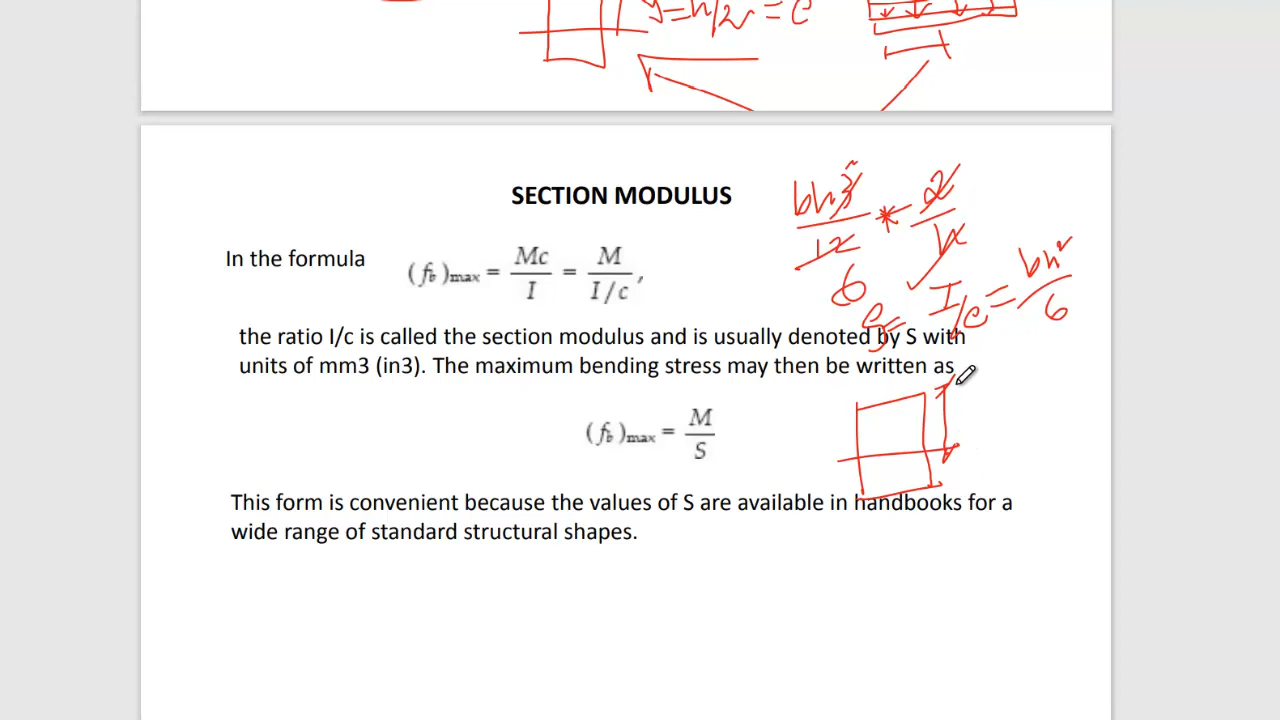 y=h/2 = C
SECTION MODULUS
bh³/12 * 2/h
6
In the formula (fb)max = Mc/I = M/I/c,
S= I/c = bh²/6
the ratio I/c is called the section modulus and is usually denoted by S with
units of mm3 (in3). The maximum bending stress may then be written as
(fb)max = M/S
This form is convenient because the values of S are available in handbooks for a
wide range of standard structural shapes.